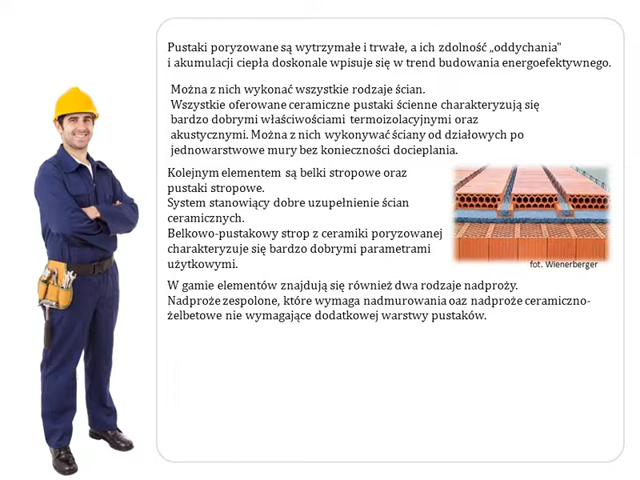 Pustaki poryzowane są wytrzymałe i trwałe, a ich zdolność „oddychania"
i akumulacji ciepła doskonale wpisuje się w trend budowania energoefektywnego.
Można z nich wykonać wszystkie rodzaje ścian.
Wszystkie oferowane ceramiczne pustaki ścienne charakteryzują się
bardzo dobrymi właściwościami termoizolacyjnymi oraz
akustycznymi. Można z nich wykonywać ściany od działowych po
jednowarstwowe mury bez konieczności docieplania.
Kolejnym elementem są belki stropowe oraz
pustaki stropowe.
System stanowiący dobre uzupełnienie ścian
ceramicznych.
Belkowo-pustakowy strop z ceramiki poryzowanej
charakteryzuje się bardzo dobrymi parametrami
użytkowymi.
fot. Wienerberger
W gamie elementów znajdują się również dwa rodzaje nadproży.
Nadproże zespolone, które wymaga nadmurowania oaz nadproże ceramiczno-
żelbetowe nie wymagające dodatkowej warstwy pustaków.